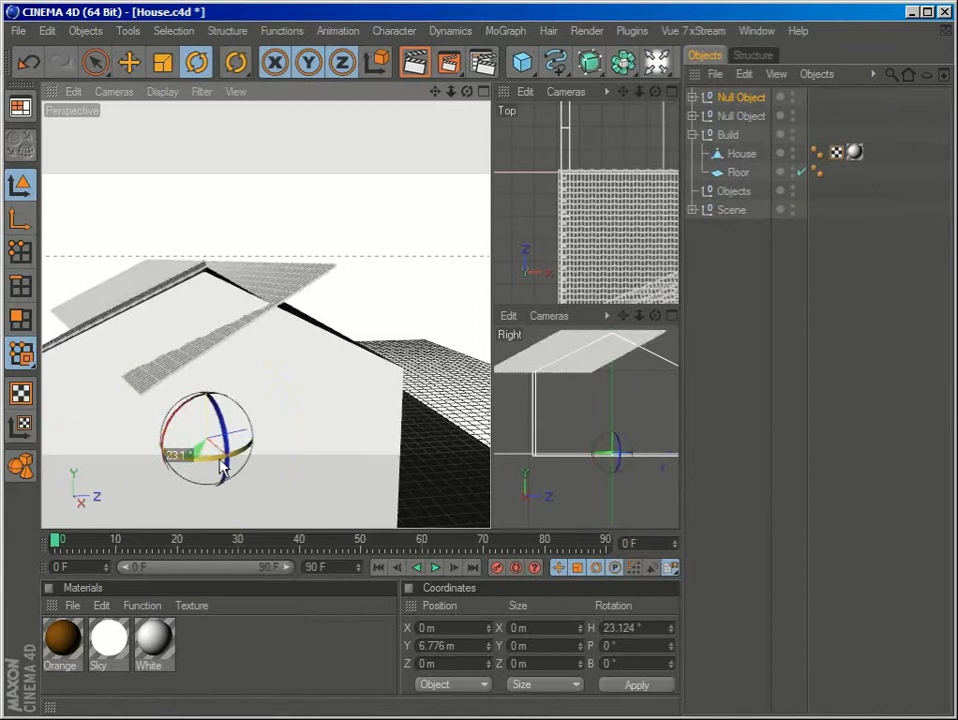 CINEMA 4D (64 Bit) - [House.c4d *]
File Edit Objects Tools Selection Structure Functions Animation Character Dynamics MoGraph Hair Render Plugins Vue 7 xStream Window Help
Objects Structure
File Edit View Objects
Edit Cameras Display Filter View
Edit Cameras
Perspective
Top
Null Object
Null Object
Build
House
Floor
Objects
Scene
Z
Y
X
Edit Cameras
Right
23.1 °
Y
Z
X
Y
Z
X
0 10 20 30 40 50 60 70 80 90
0 F
0 F
0 F
90 F
90 F
Materials
Coordinates
File Edit Function Texture
Position Size Rotation
X 0 m X 0 m H 23.124 °
Y 6.776 m Y 0 m P 0 °
Z 0 m Z 0 m B 0 °
Orange Sky White
Object Size Apply
MAXON
CINEMA 4D